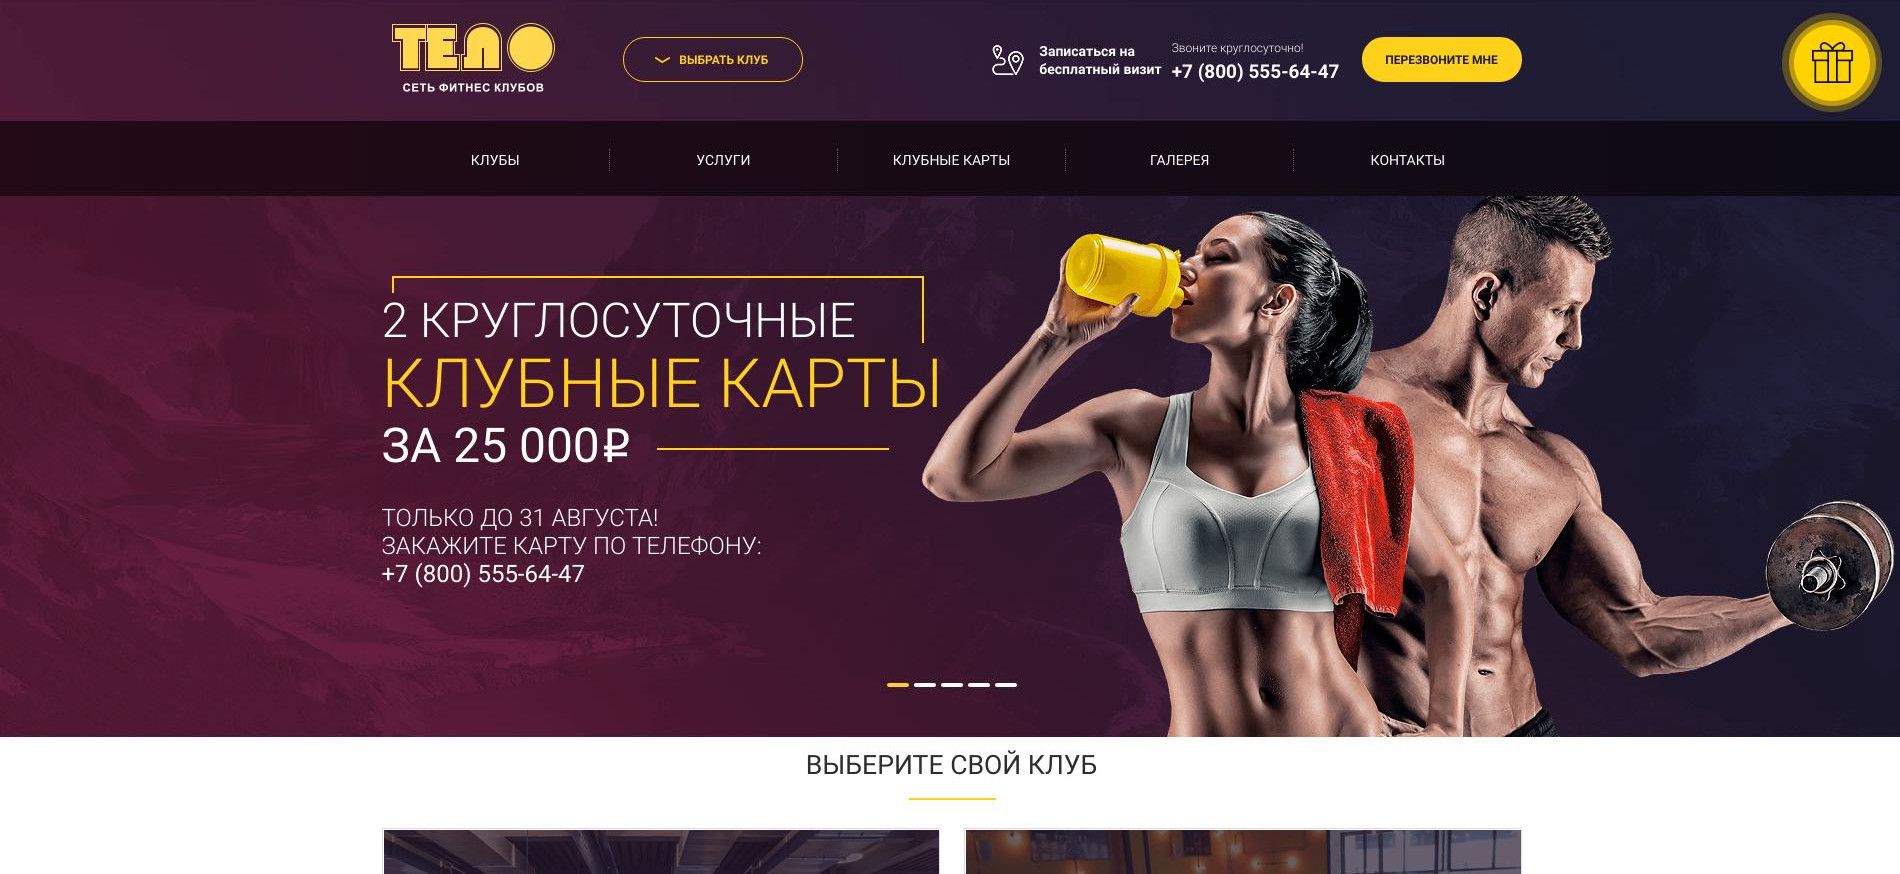 ТЕЛО
СЕТЬ ФИТНЕС КЛУБОВ
ВЫБРАТЬ КЛУБ
Записаться на
бесплатный визит
Звоните круглосуточно!
+7 (800) 555-64-47
ПЕРЕЗВОНИТЕ МНЕ
КЛУБЫ
УСЛУГИ
КЛУБНЫЕ КАРТЫ
ГАЛЕРЕЯ
КОНТАКТЫ
2 КРУГЛОСУТОЧНЫЕ
КЛУБНЫЕ КАРТЫ
ЗА 25 000₽
ТОЛЬКО ДО 31 АВГУСТА!
ЗАКАЖИТЕ КАРТУ ПО ТЕЛЕФОНУ:
+7 (800) 555-64-47
ВЫБЕРИТЕ СВОЙ КЛУБ